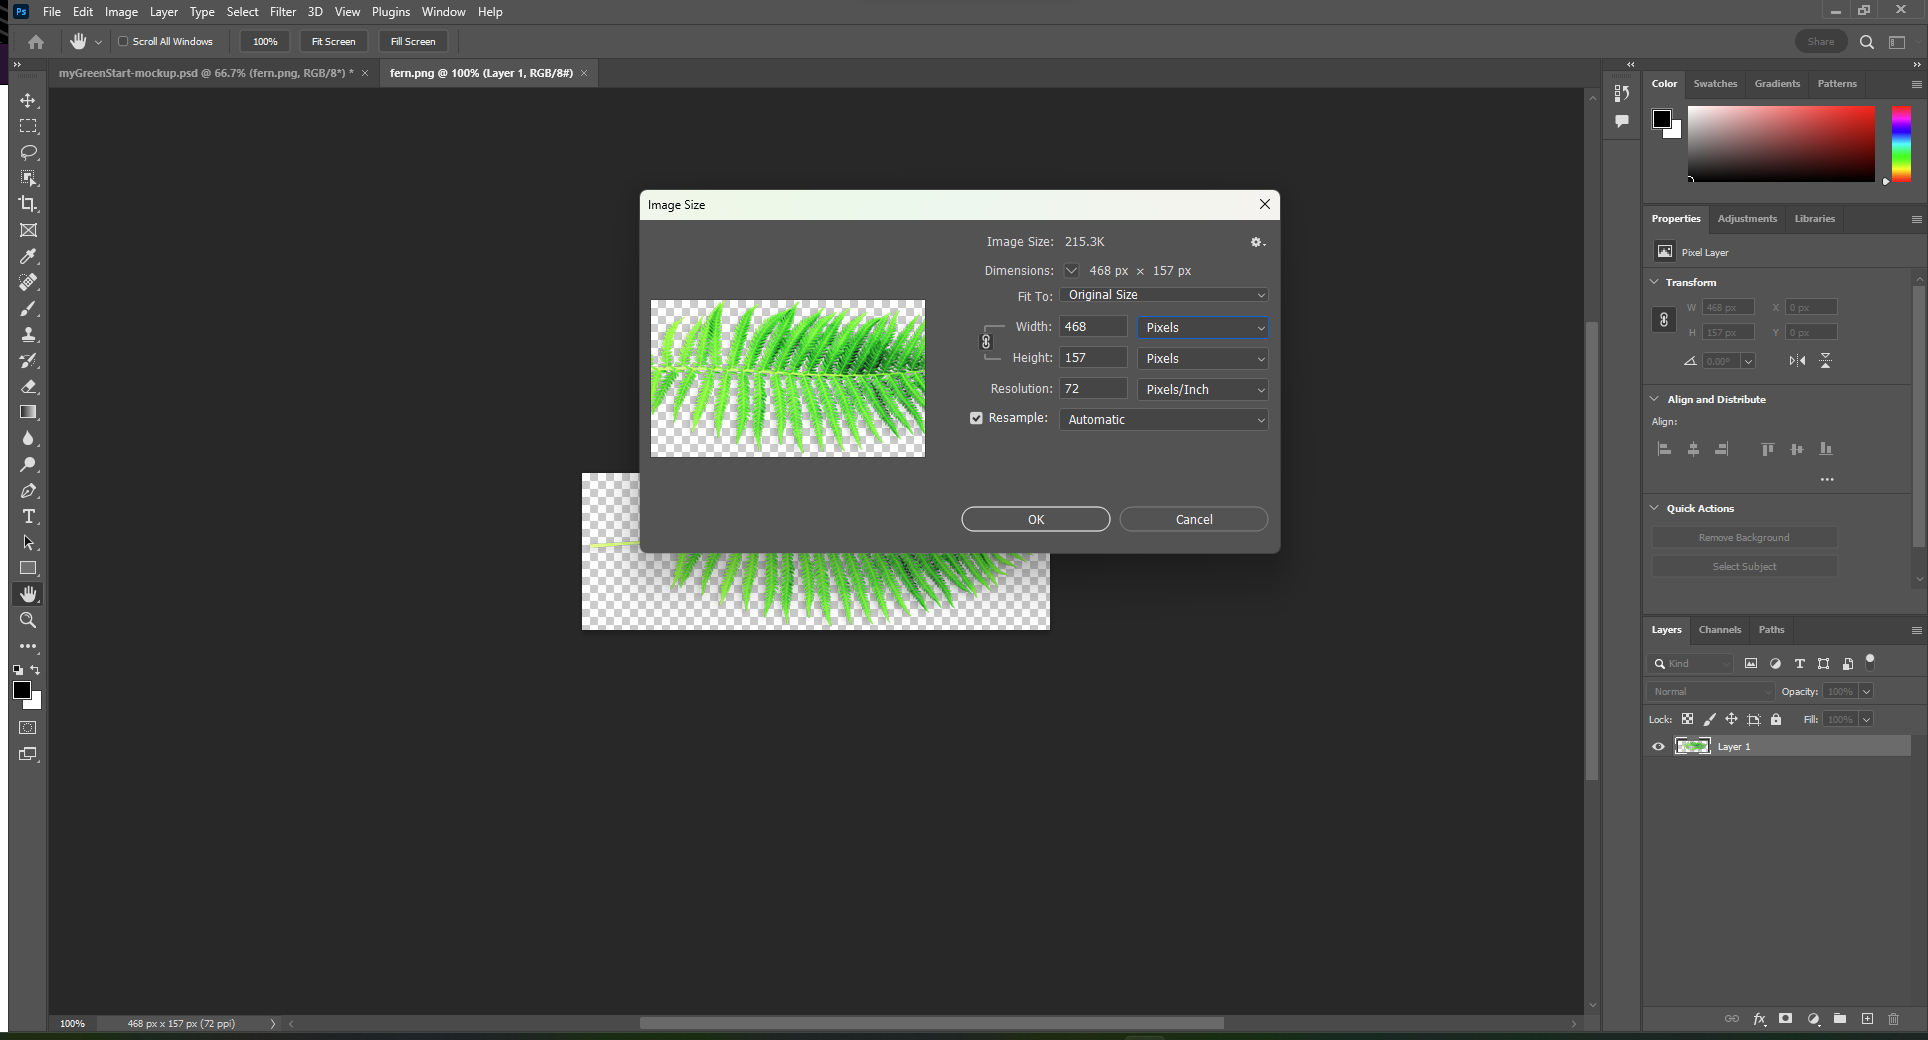 Ps File Edit Image Layer Type Select Filter 3D View Plugins Window Help
Scroll All Windows 100% Fit Screen Fill Screen Share
myGreenStart-mockup.psd @ 66.7% (fern.png, RGB/8*) * × fern.png @ 100% (Layer 1, RGB/8#) ×
Color Swatches Gradients Patterns
Image Size
Image Size: 215.3K
Dimensions: 468 px × 157 px
Fit To: Original Size
Width: 468 Pixels
Height: 157 Pixels
Resolution: 72 Pixels/Inch
Resample: Automatic
OK Cancel
Properties Adjustments Libraries
Pixel Layer
Transform
W 468 px X 0 px
H 157 px Y 0 px
0.00°
Align and Distribute
Align:
Quick Actions
Remove Background
Select Subject
Layers Channels Paths
Kind
Normal Opacity: 100%
Lock: Fill: 100%
Layer 1
100% 468 px x 157 px (72 ppi)